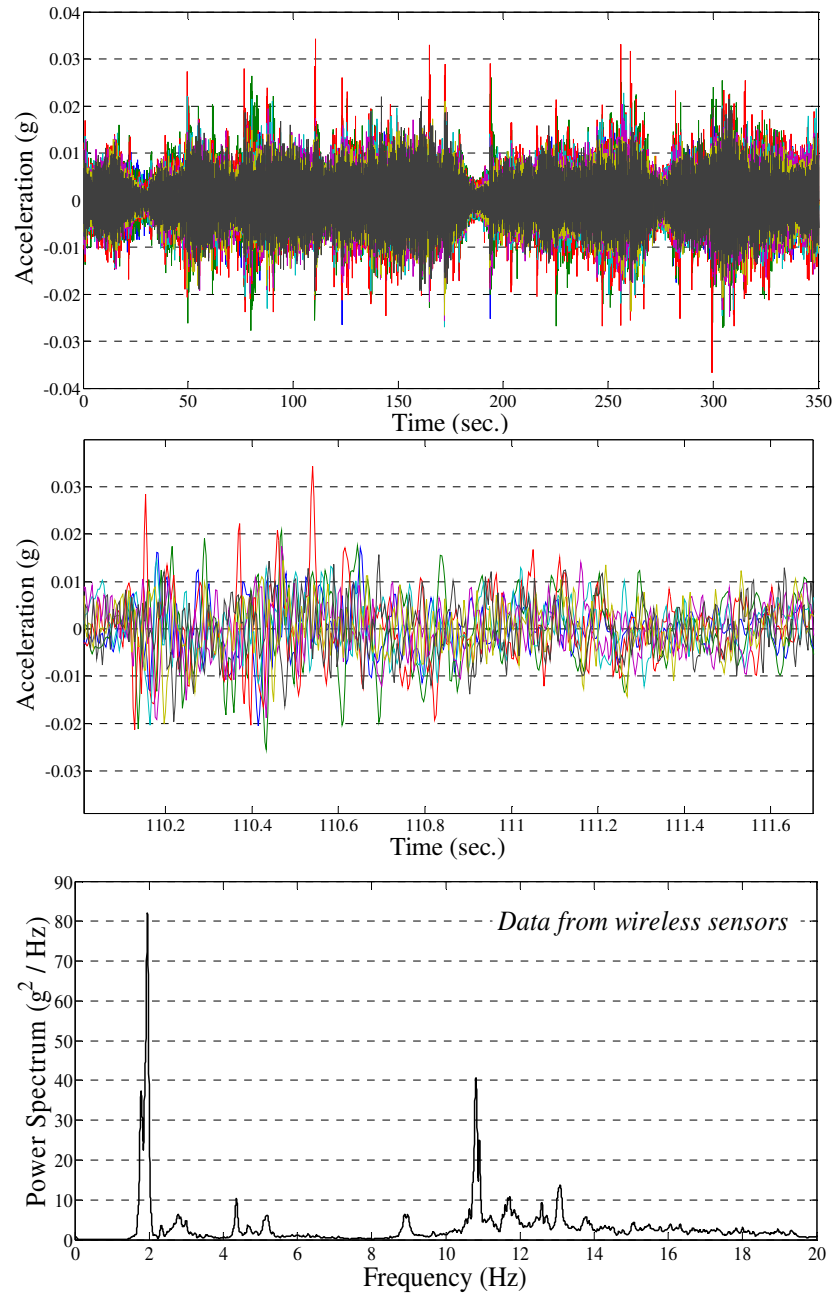 0.04
0.03
0.02
0.01
0
-0.01
-0.02
-0.03
-0.04
Acceleration (g)
0 50 100 150 200 250 300 350
Time (sec.)
0.03
0.02
0.01
0
-0.01
-0.02
-0.03
Acceleration (g)
110.2 110.4 110.6 110.8 111 111.2 111.4 111.6
Time (sec.)
90
80
70
60
50
40
30
20
10
0
Power Spectrum (g² / Hz)
Data from wireless sensors
0 2 4 6 8 10 12 14 16 18 20
Frequency (Hz)